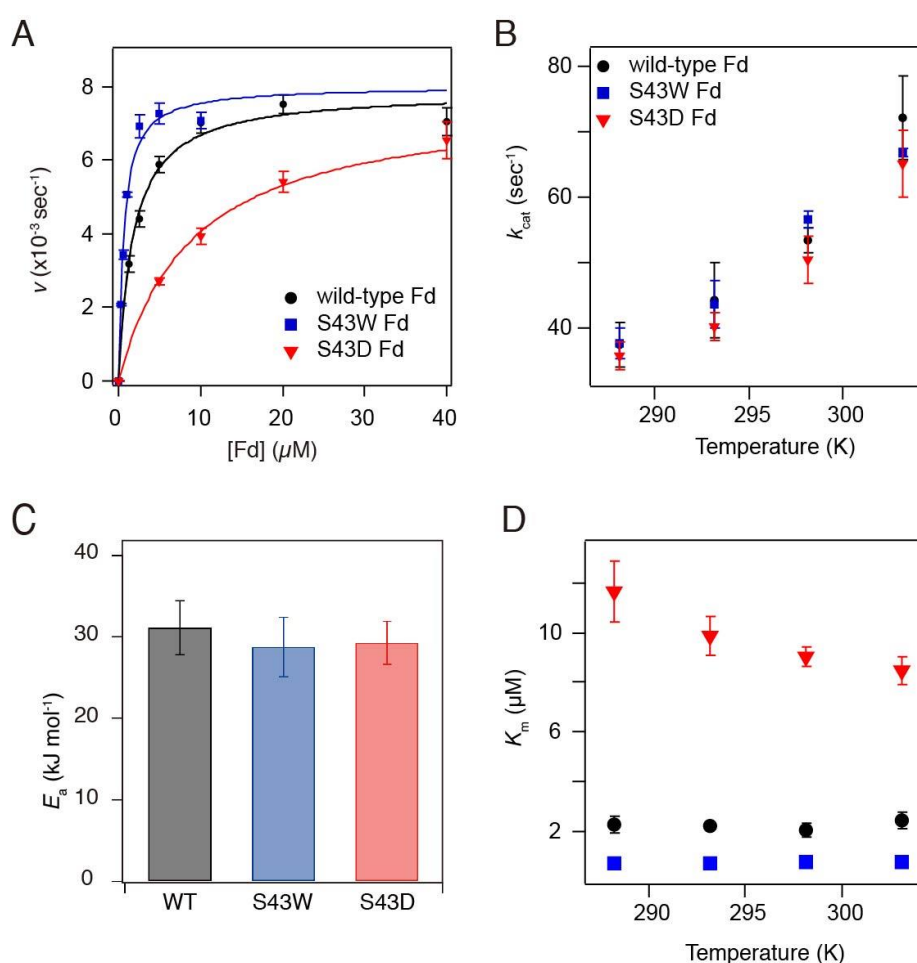 A
v (x10⁻³ sec⁻¹)
8
6
4
2
0
wild-type Fd
S43W Fd
S43D Fd
0
10
20
30
40
[Fd] (μM)
B
k_cat (sec⁻¹)
80
60
40
wild-type Fd
S43W Fd
S43D Fd
290
295
300
Temperature (K)
C
E_a (kJ mol⁻¹)
40
30
20
10
0
WT
S43W
S43D
D
K_m (μM)
10
6
2
290
295
300
Temperature (K)